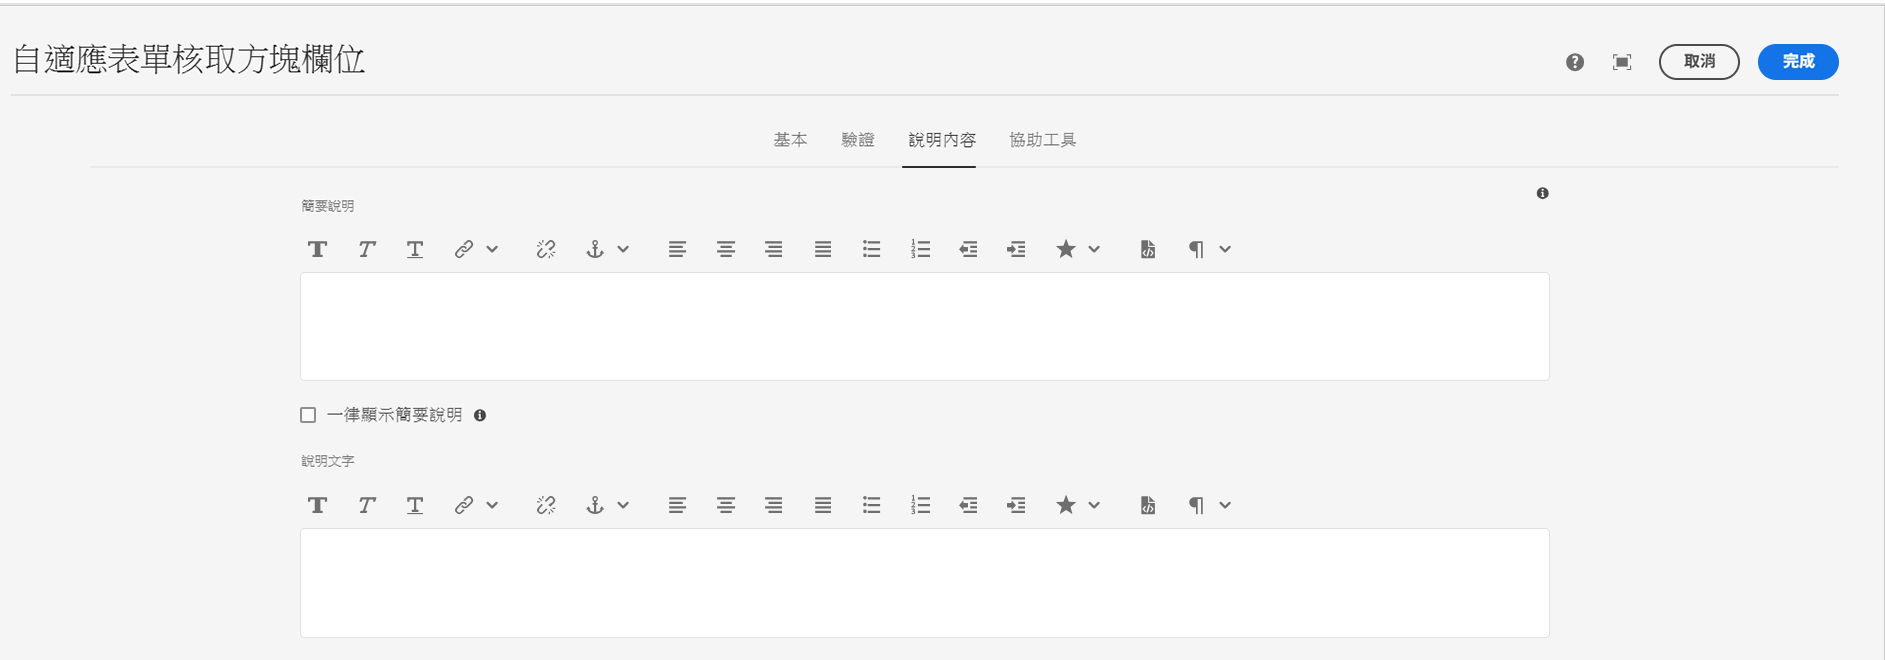 自適應表單核取方塊欄位
取消 完成
基本 驗證 說明內容 協助工具
簡要說明
一律顯示簡要說明
說明文字